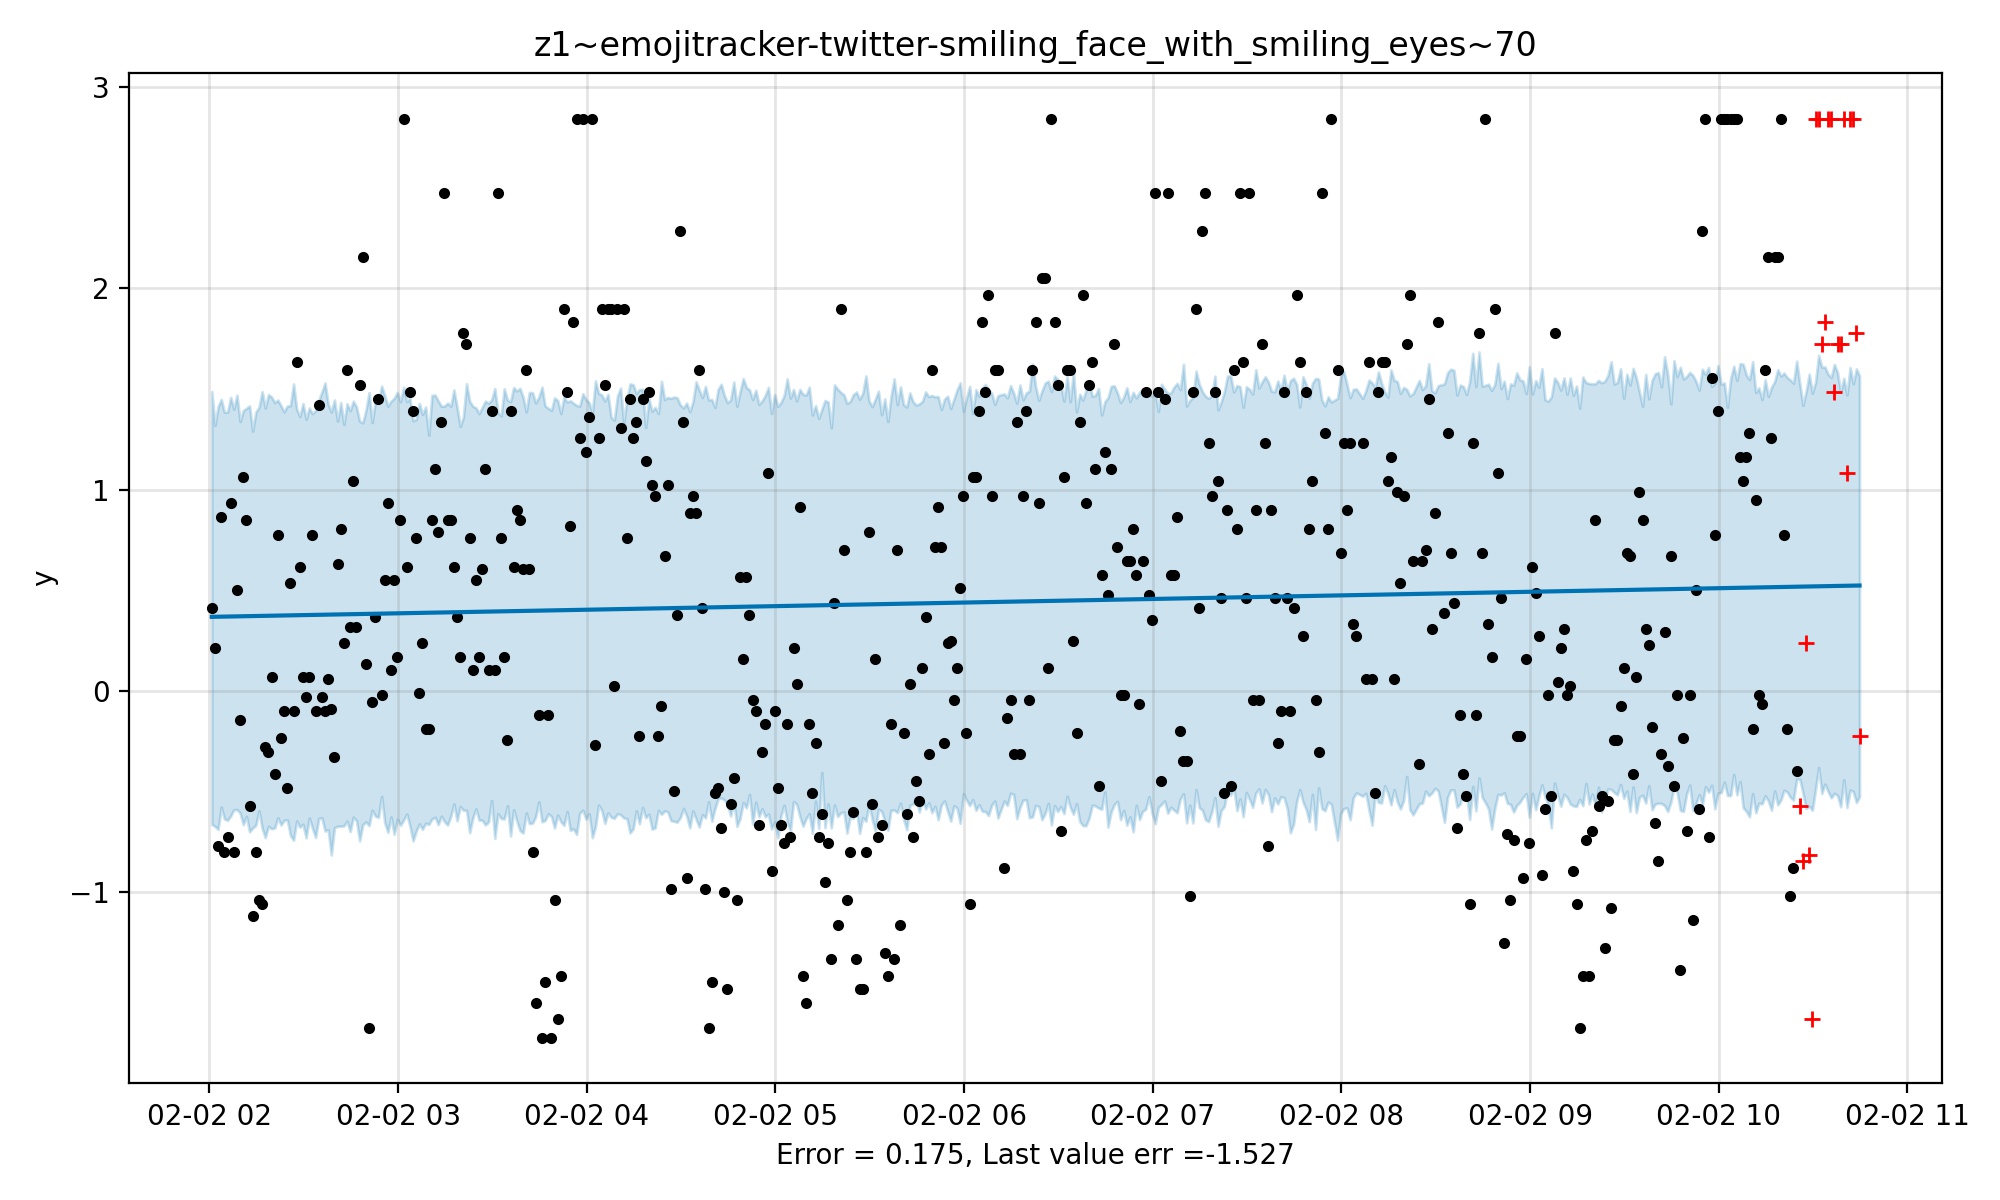 z1~emojitracker-twitter-smiling_face_with_smiling_eyes~70
3
2
1
0
−1
y
02-02 02 02-02 03 02-02 04 02-02 05 02-02 06 02-02 07 02-02 08 02-02 09 02-02 10 02-02 11
Error = 0.175, Last value err =-1.527